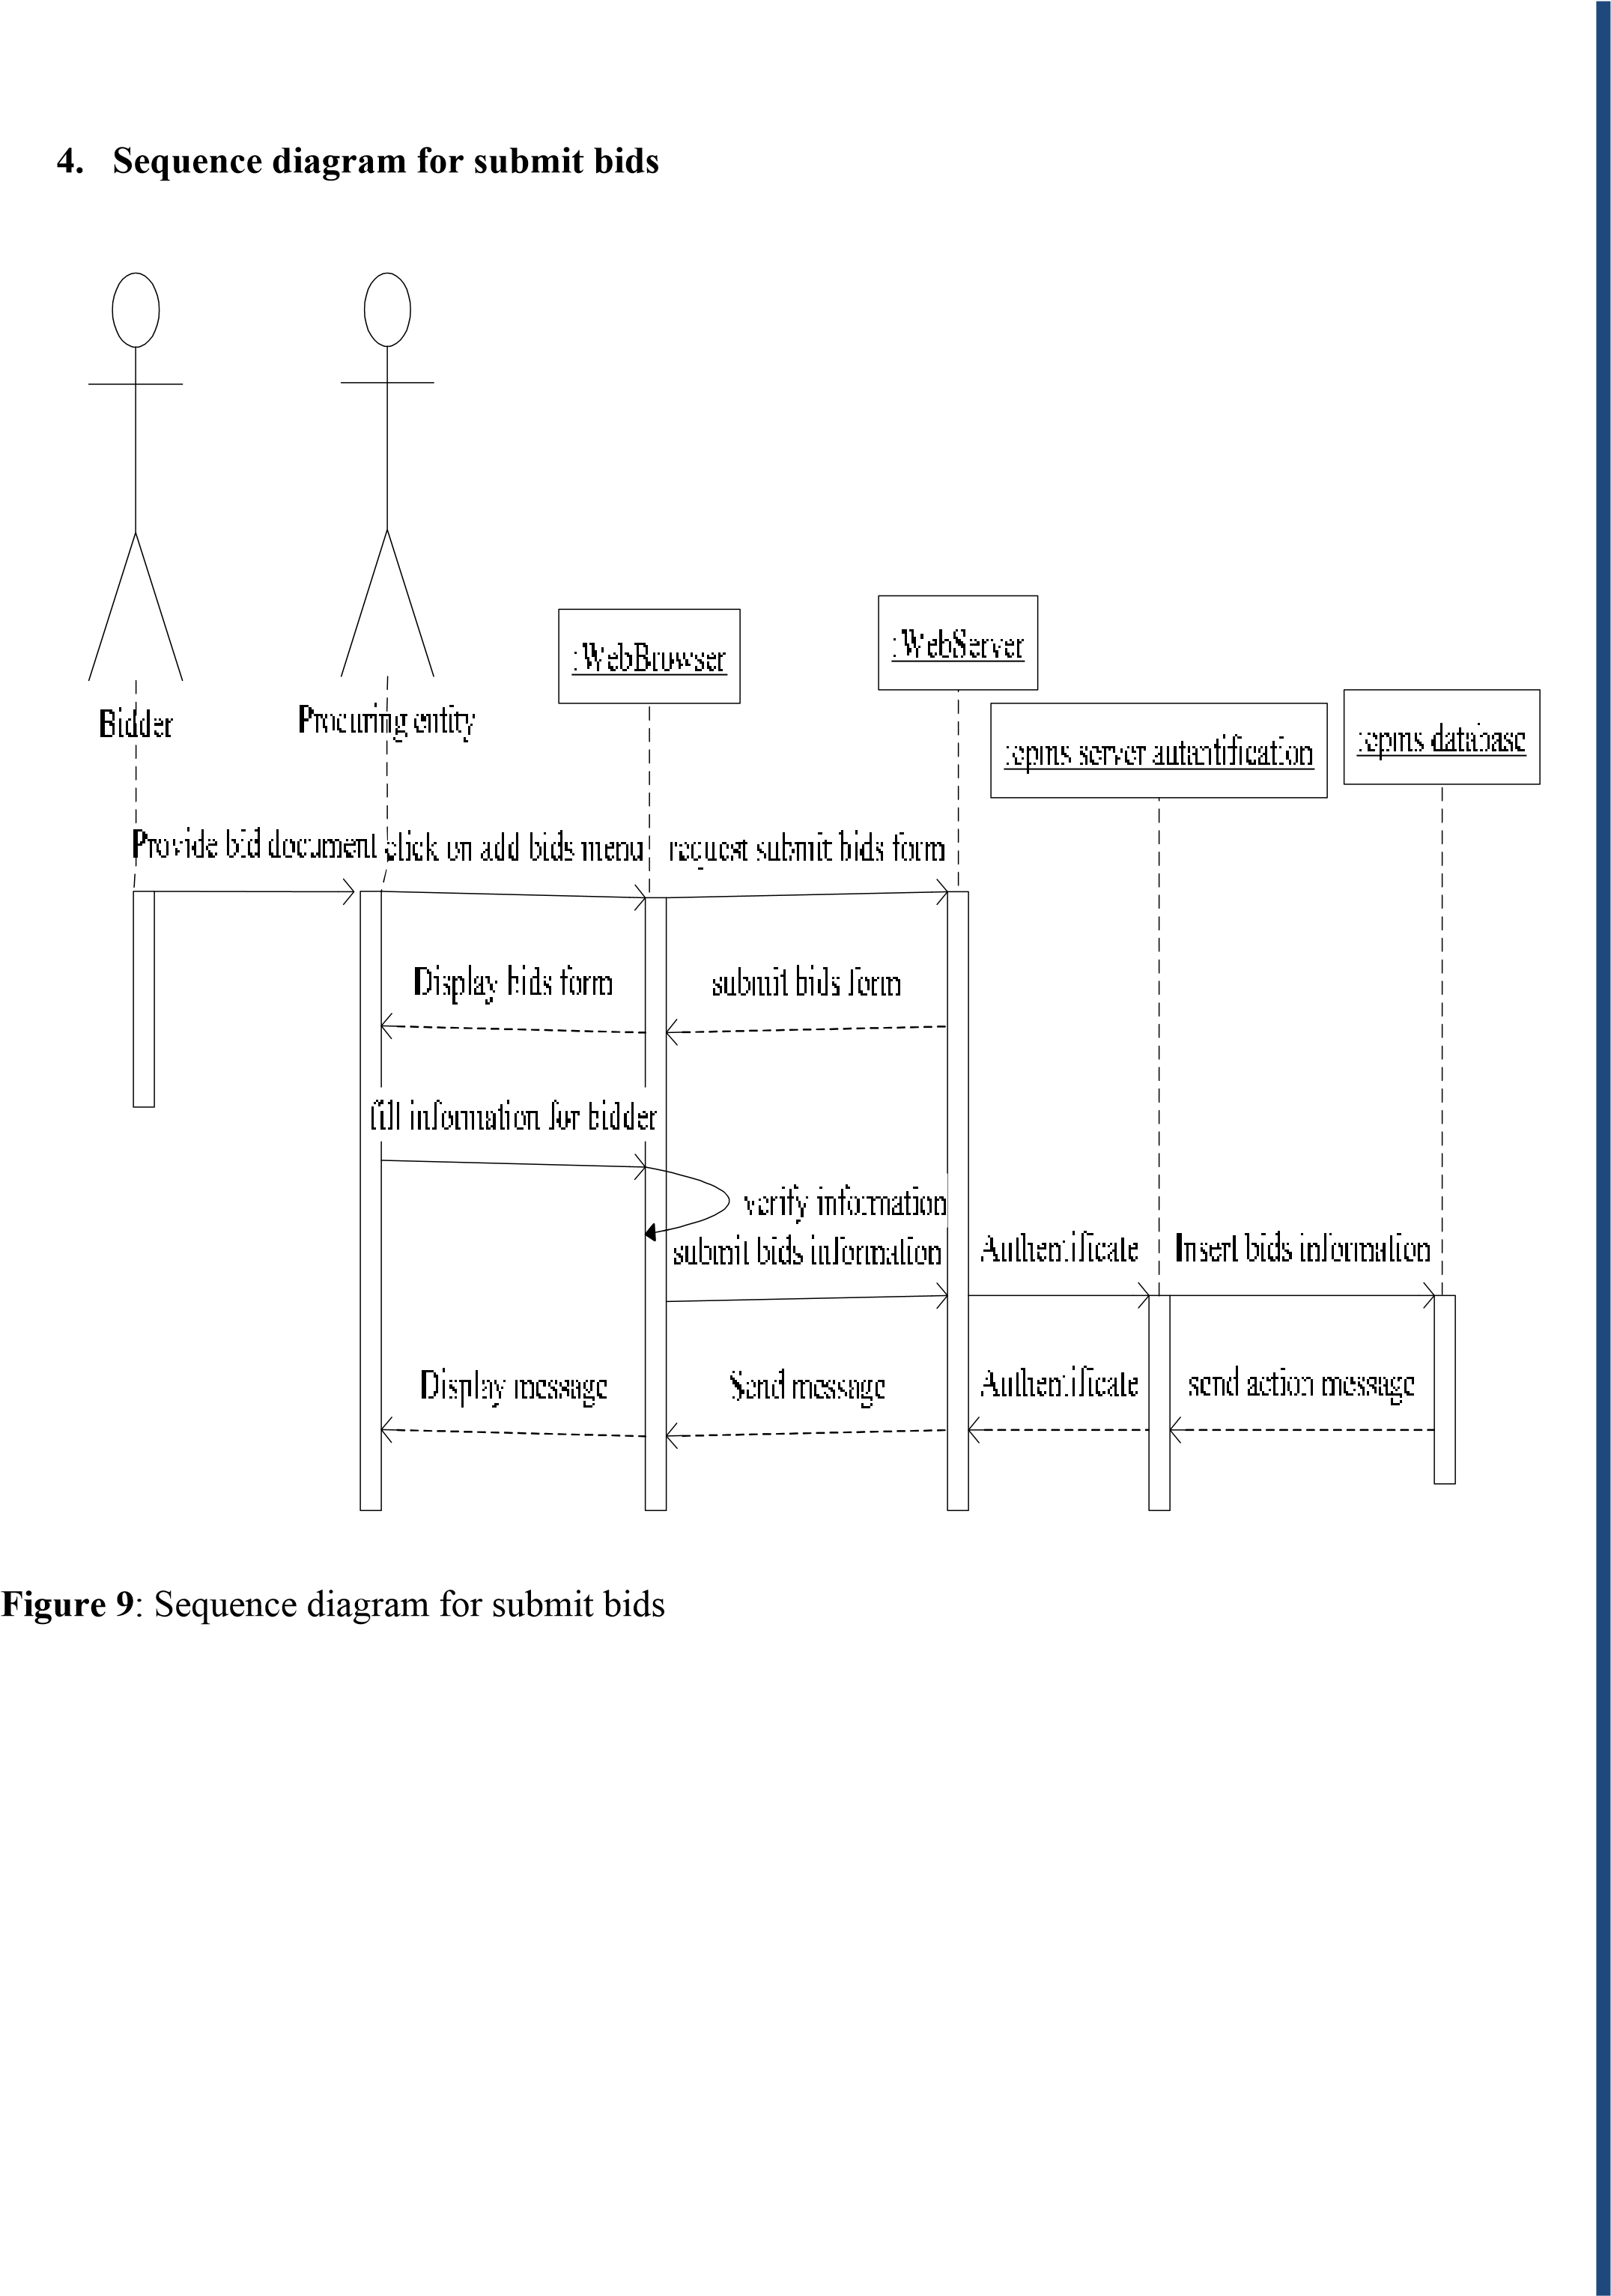 4. Sequence diagram for submit bids
:WebBrowser
:WebServer
Bidder
Procuring entity
:epms server autentification
:epms database
Provide bid document
click on add bids menu
request submit bids form
Display bids form
submit bids form
fill information for bidder
verify information
submit bids information
Authentificate
Insert bids information
Display message
Send message
Authentificate
send action message
Figure 9: Sequence diagram for submit bids